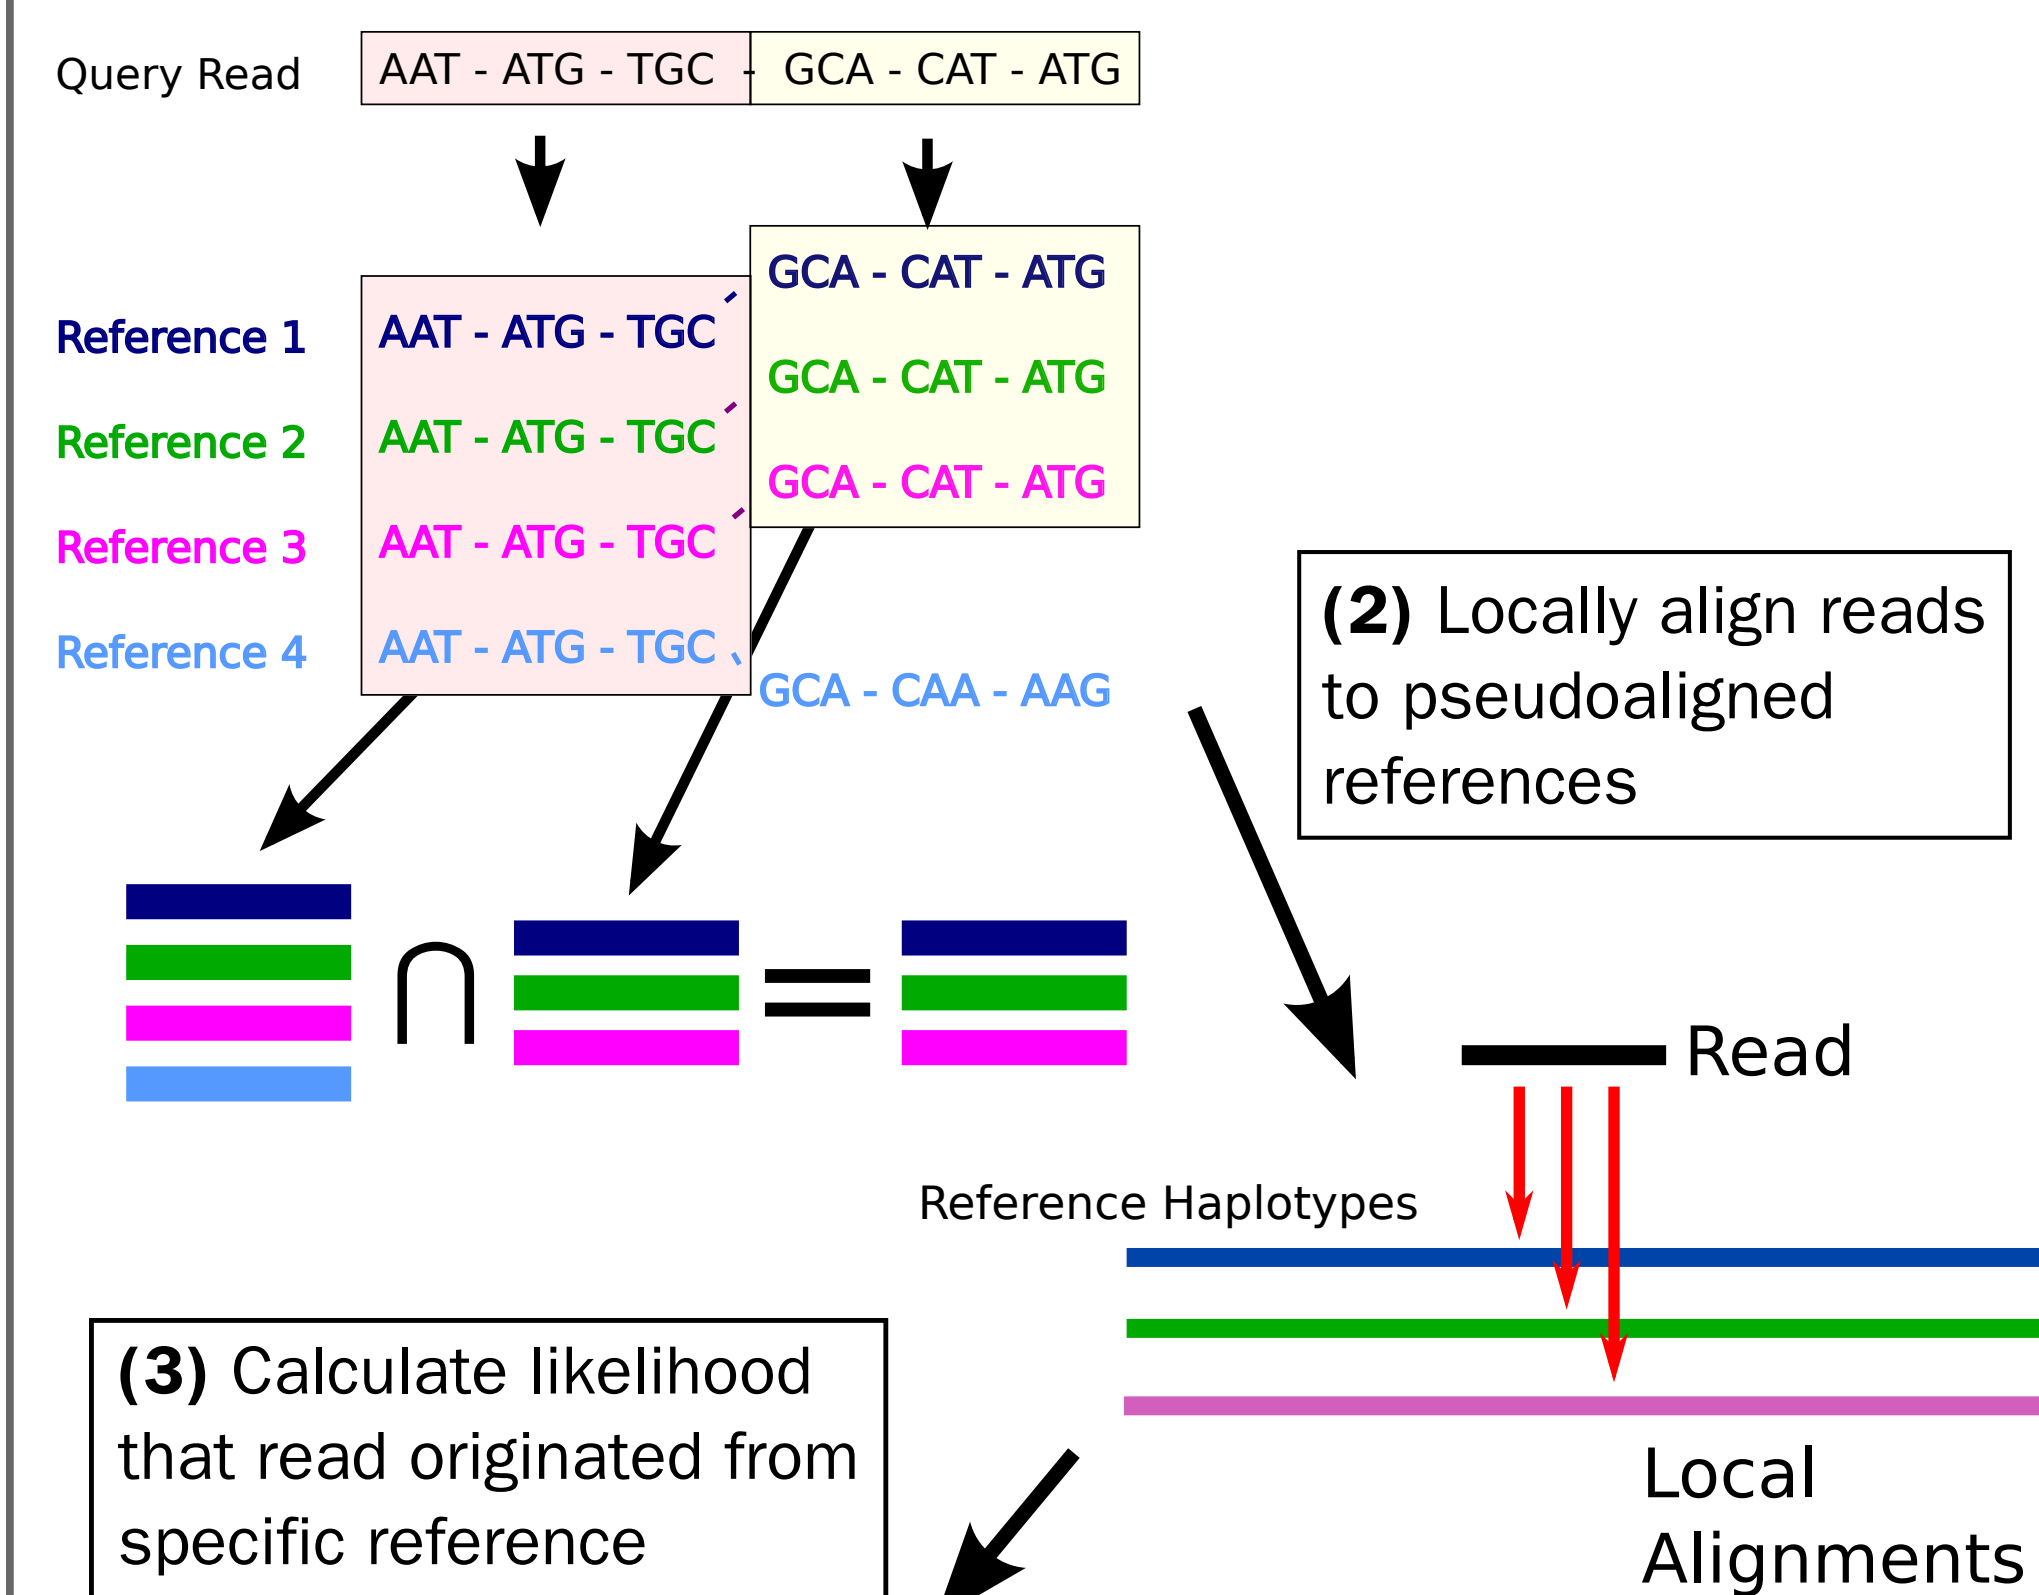 Query Read
AAT - ATG - TGC - GCA - CAT - ATG
GCA - CAT - ATG
Reference 1
AAT - ATG - TGC
GCA - CAT - ATG
Reference 2
AAT - ATG - TGC
GCA - CAT - ATG
Reference 3
AAT - ATG - TGC
Reference 4
AAT - ATG - TGC
GCA - CAA - AAG
(2) Locally align reads
to pseudoaligned
references
∩ =
Read
Reference Haplotypes
(3) Calculate likelihood
that read originated from
specific reference
Local
Alignments